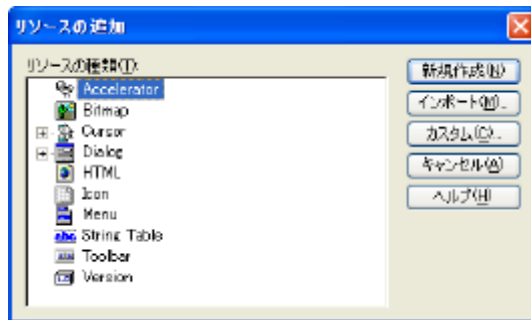 リソースの追加
リソースの種類(T):
Accelerator
Bitmap
Cursor
Dialog
HTML
Icon
Menu
abc String Table
Toolbar
Version
新規作成(N)
インポート(M)...
カスタム(C)...
キャンセル(A)
ヘルプ(H)